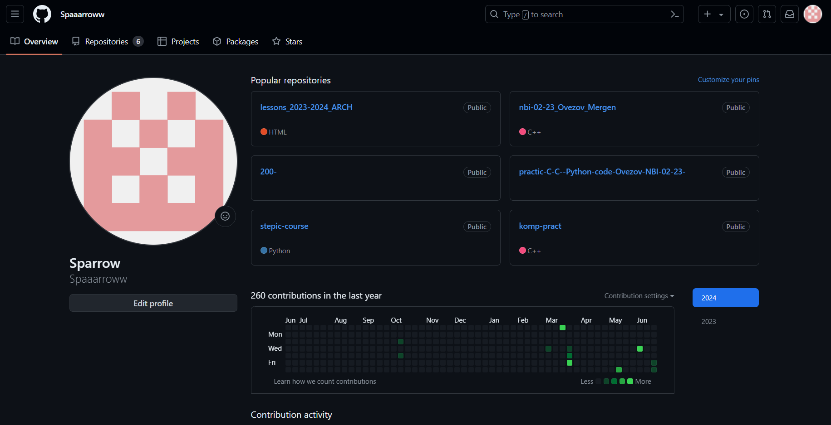 Spaaarroww
Type / to search
Overview
Repositories 6
Projects
Packages
Stars
Popular repositories
Customize your pins
lessons_2023-2024_ARCH
Public
HTML
nbi-02-23_Ovezov_Mergen
Public
C++
200-
Public
practic-C-C--Python-code-Ovezov-NBI-02-23-
Public
stepic-course
Public
Python
komp-pract
Public
C++
Sparrow
Spaaarroww
Edit profile
260 contributions in the last year
Contribution settings
2024
2023
Jun Jul Aug Sep Oct Nov Dec Jan Feb Mar Apr May Jun
Mon
Wed
Fri
Learn how we count contributions
Less
More
Contribution activity